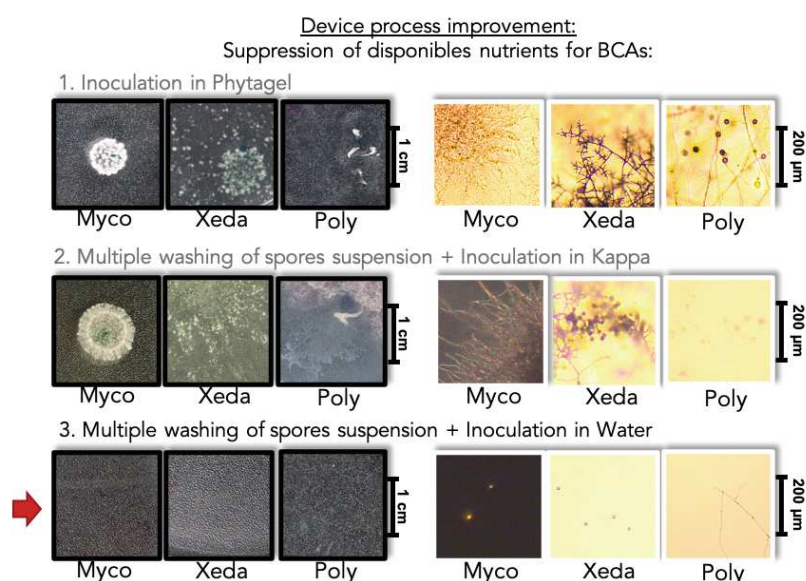 Device process improvement:
Suppression of disponibles nutrients for BCAs:
1. Inoculation in Phytagel
1 cm
200 µm
Myco Xeda Poly Myco Xeda Poly
2. Multiple washing of spores suspension + Inoculation in Kappa
1 cm
200 µm
Myco Xeda Poly Myco Xeda Poly
3. Multiple washing of spores suspension + Inoculation in Water
1 cm
200 µm
Myco Xeda Poly Myco Xeda Poly